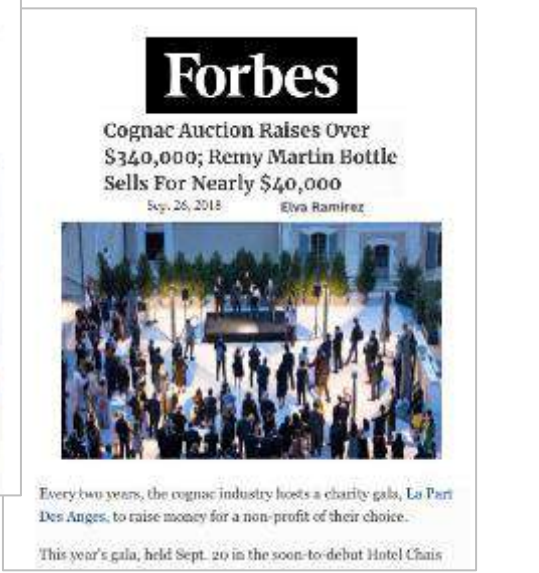 Forbes
Cognac Auction Raises Over
$340,000; Remy Martin Bottle
Sells For Nearly $40,000
Sep. 26, 2018 Elva Ramirez
Every two years, the cognac industry hosts a charity gala, La Part
Des Anges, to raise money for a non-profit of their choice.
This year's gala, held Sept. 20 in the soon-to-debut Hotel Chais